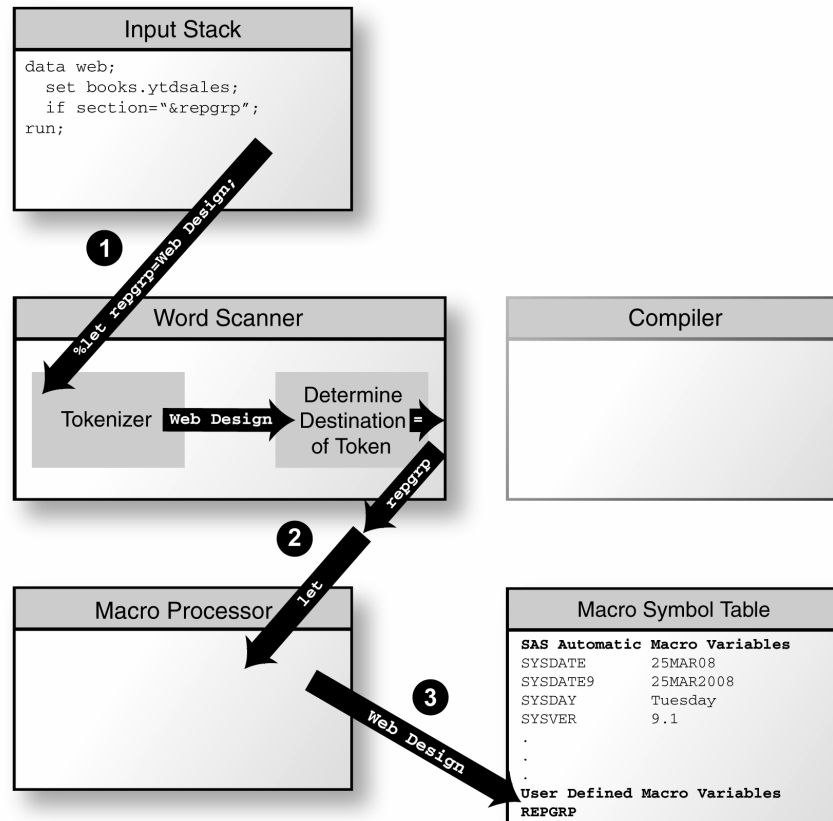 Input Stack
data web;
set books.ytdsales;
if section=“&repgrp”;
run;
%let repgrp=Web Design;
1
Word Scanner
Compiler
Tokenizer
Web Design
Determine
Destination
of Token
=
repgrp
2
let
Macro Processor
Macro Symbol Table
3
Web Design
SAS Automatic Macro Variables
SYSDATE 25MAR08
SYSDATE9 25MAR2008
SYSDAY Tuesday
SYSVER 9.1
.
.
.
User Defined Macro Variables
REPGRP